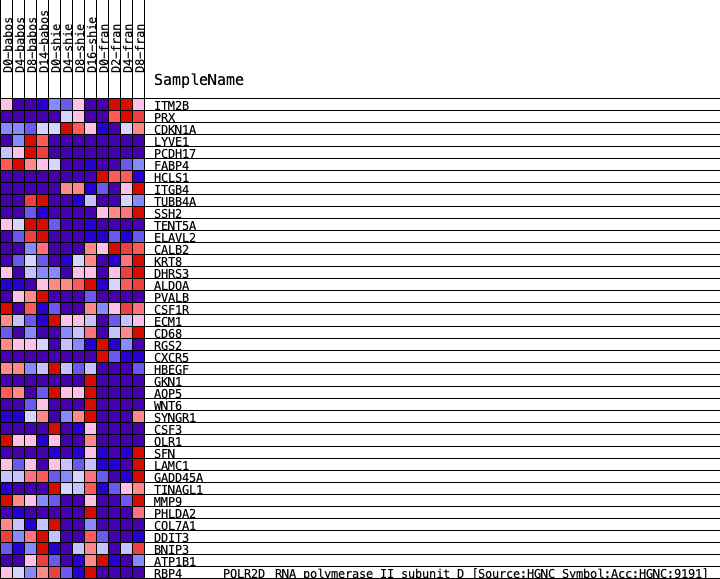 D0-babos
D4-babos
D8-babos
D14-babos
D0-shie
D4-shie
D8-shie
D16-shie
D0-fran
D2-fran
D4-fran
D8-fran
SampleName
ITM2B
PRX
CDKN1A
LYVE1
PCDH17
FABP4
HCLS1
ITGB4
TUBB4A
SSH2
TENT5A
ELAVL2
CALB2
KRT8
DHRS3
ALDOA
PVALB
CSF1R
ECM1
CD68
RGS2
CXCR5
HBEGF
GKN1
AQP5
WNT6
SYNGR1
CSF3
OLR1
SFN
LAMC1
GADD45A
TINAGL1
MMP9
PHLDA2
COL7A1
DDIT3
BNIP3
ATP1B1
RBP4 POLR2D RNA polymerase II subunit D [Source:HGNC Symbol;Acc:HGNC:9191]